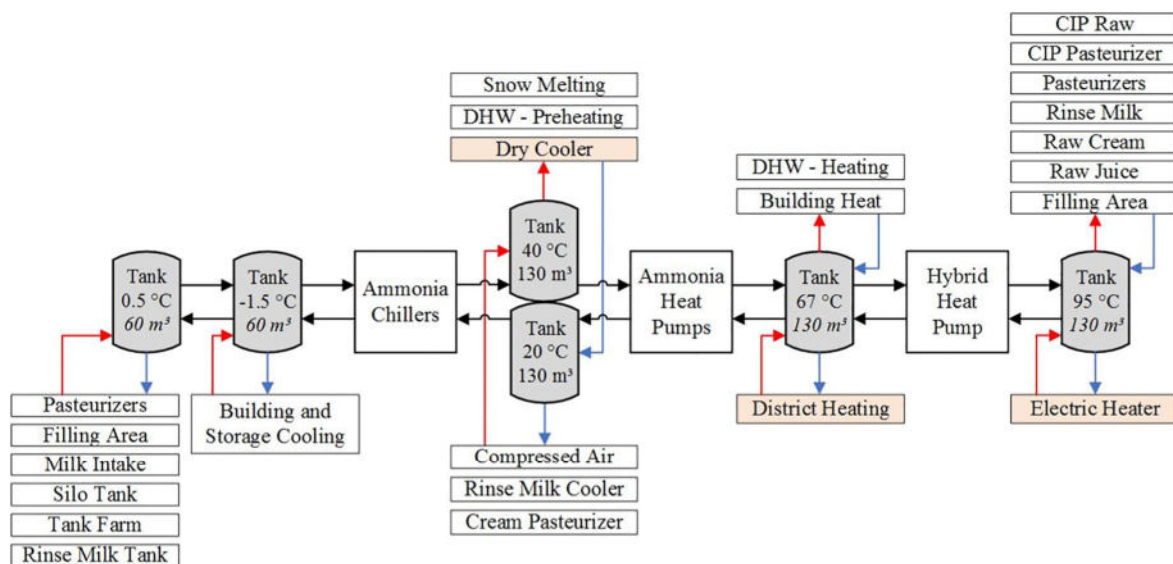 CIP Raw
CIP Pasteurizer
Pasteurizers
Rinse Milk
Raw Cream
Raw Juice
Filling Area
Snow Melting
DHW - Preheating
Dry Cooler
DHW - Heating
Building Heat
Tank
0.5 °C
60 m³
Tank
-1.5 °C
60 m³
Ammonia
Chillers
Tank
40 °C
130 m³
Tank
20 °C
130 m³
Ammonia
Heat
Pumps
Tank
67 °C
130 m³
Hybrid
Heat
Pump
Tank
95 °C
130 m³
Pasteurizers
Filling Area
Milk Intake
Silo Tank
Tank Farm
Rinse Milk Tank
Building and
Storage Cooling
Compressed Air
Rinse Milk Cooler
Cream Pasteurizer
District Heating
Electric Heater